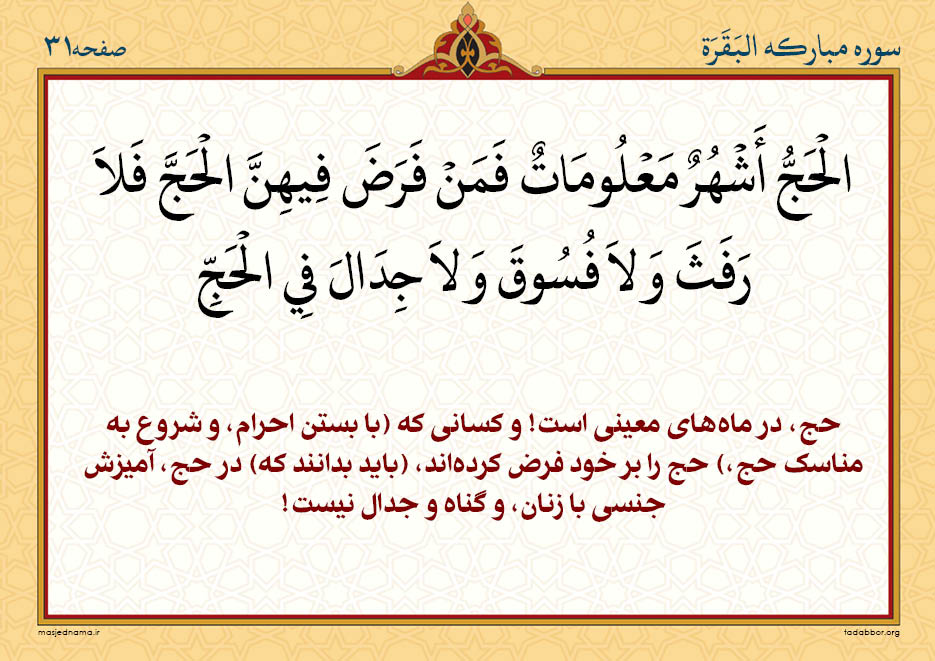 سوره مبارکه البَقَرَة
صفحه۳۱
الْحَجُّ أَشْهُرٌ مَعْلُومَاتٌ فَمَنْ فَرَضَ فِيهِنَّ الْحَجَّ فَلاَ
رَفَثَ وَلاَ فُسُوقَ وَلاَ جِدَالَ فِي الْحَجِّ
حج، در ماه‌های معینی است! و کسانی که (با بستن احرام، و شروع به
مناسک حج،) حج را بر خود فرض کرده‌اند، (باید بدانند که) در حج، آمیزش
جنسی با زنان، و گناه و جدال نیست!
masjednama.ir
tadabbor.org